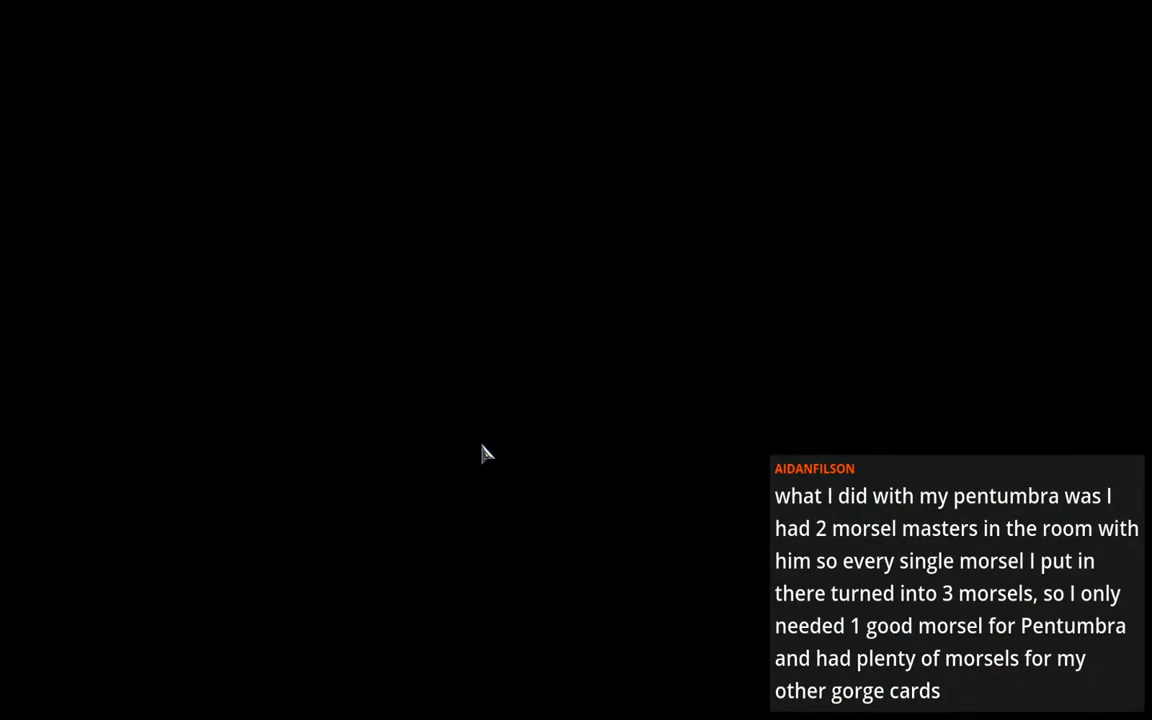 AIDANFILSON
what I did with my pentumbra was I
had 2 morsel masters in the room with
him so every single morsel I put in
there turned into 3 morsels, so I only
needed 1 good morsel for Pentumbra
and had plenty of morsels for my
other gorge cards